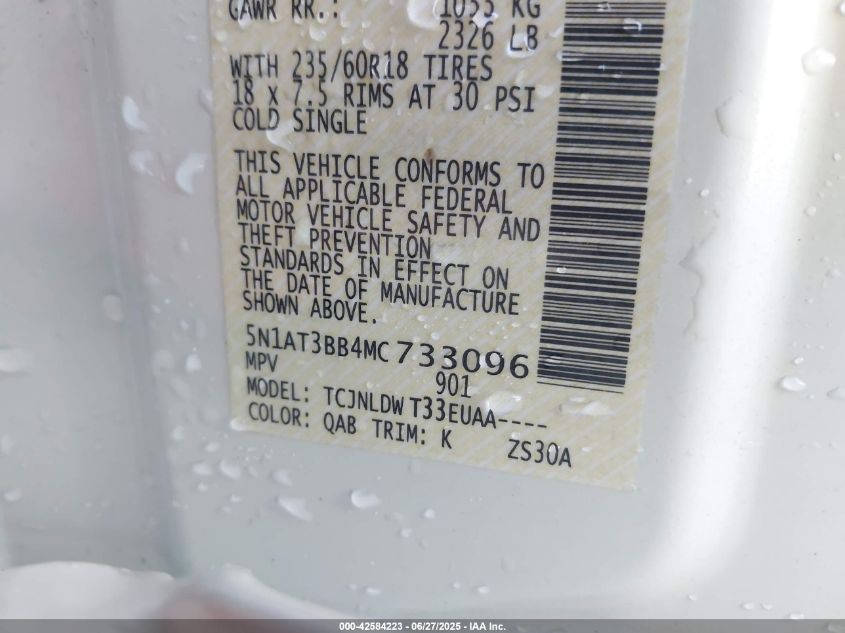 GAWR RR.: 1055 KG
2326 LB
WITH 235/60R18 TIRES
18 x 7.5 RIMS AT 30 PSI
COLD SINGLE
THIS VEHICLE CONFORMS TO
ALL APPLICABLE FEDERAL
MOTOR VEHICLE SAFETY AND
THEFT PREVENTION
STANDARDS IN EFFECT ON
THE DATE OF MANUFACTURE
SHOWN ABOVE.
5N1AT3BB4MC733096
MPV 901
MODEL: TCJNLDW T33EUAA----
COLOR: QAB TRIM: K ZS30A
000-42584223 - 06/27/2025 - IAA Inc.